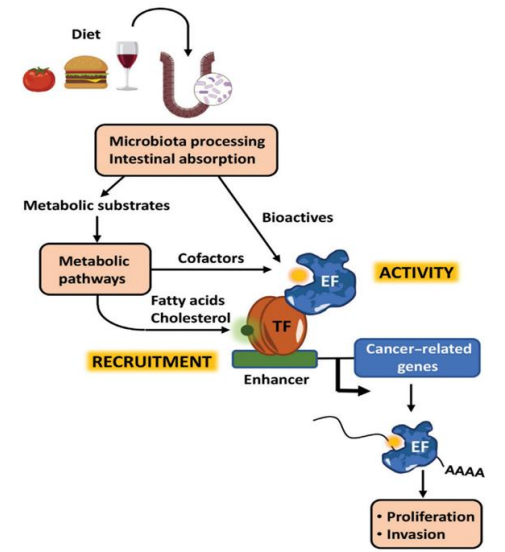 Diet
Microbiota processing
Intestinal absorption
Metabolic substrates
Bioactives
Metabolic
pathways
Cofactors
EF
ACTIVITY
Fatty acids
Cholesterol
TF
RECRUITMENT
Enhancer
Cancer–related
genes
EF
AAAA
• Proliferation
• Invasion